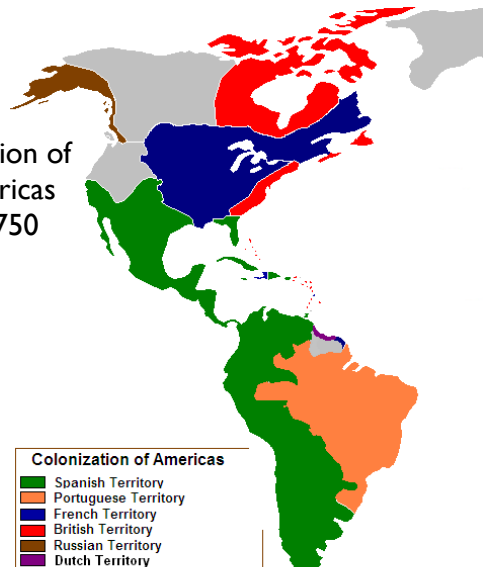 ion of
ricas
750
Colonization of Americas
Spanish Territory
Portuguese Territory
French Territory
British Territory
Russian Territory
Dutch Territory